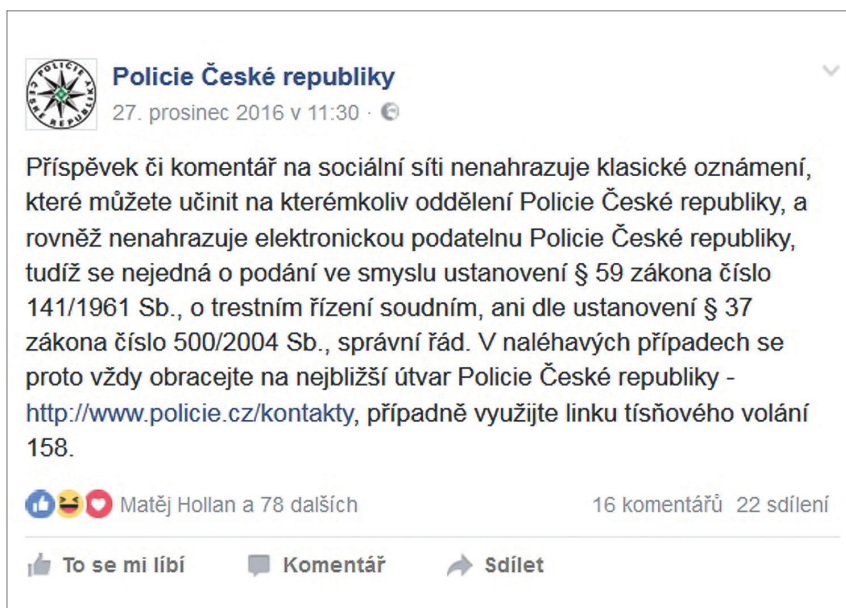 POLICIE ČESKÉ REPUBLIKY
Policie České republiky
27. prosinec 2016 v 11:30 ·
Příspěvek či komentář na sociální síti nenahrazuje klasické oznámení,
které můžete učinit na kterémkoliv oddělení Policie České republiky, a
rovněž nenahrazuje elektronickou podatelnu Policie České republiky,
tudíž se nejedná o podání ve smyslu ustanovení § 59 zákona číslo
141/1961 Sb., o trestním řízení soudním, ani dle ustanovení § 37
zákona číslo 500/2004 Sb., správní řád. V naléhavých případech se
proto vždy obracejte na nejbližší útvar Policie České republiky -
http://www.policie.cz/kontakty, případně využijte linku tísňového volání
158.
Matěj Hollan a 78 dalších 16 komentářů 22 sdílení
To se mi líbí Komentář Sdílet